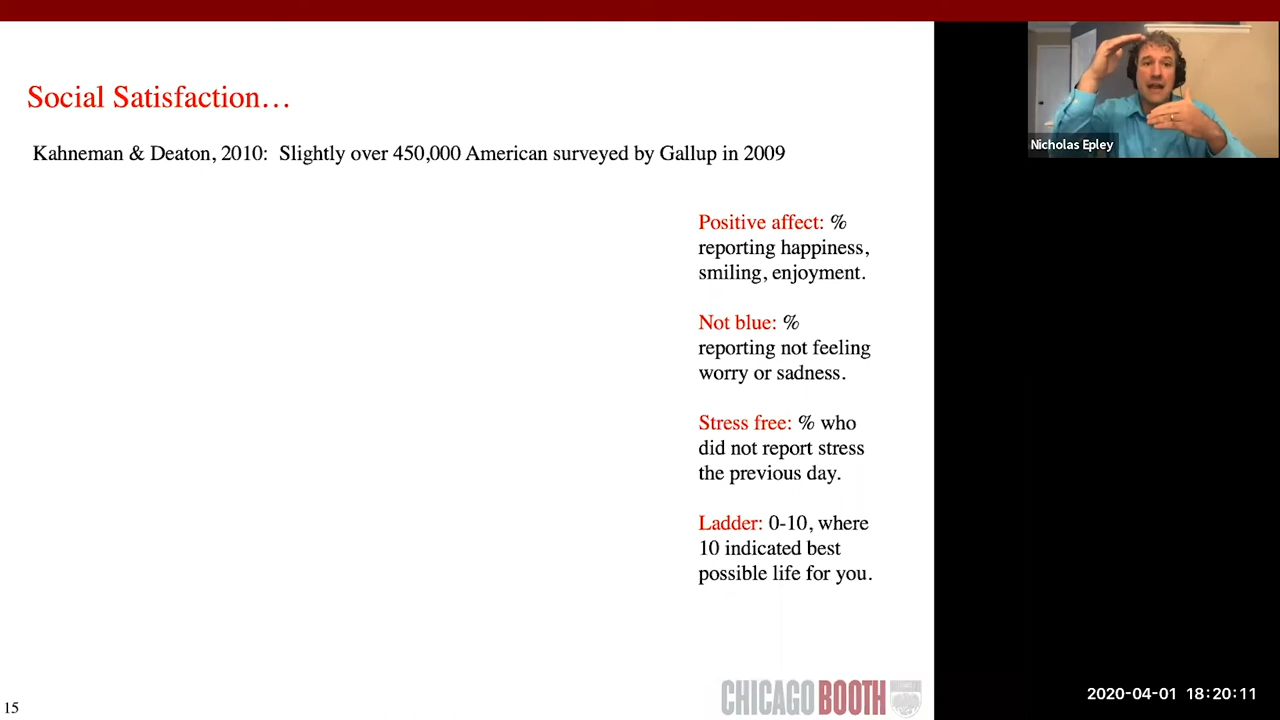 Social Satisfaction…
Kahneman & Deaton, 2010:  Slightly over 450,000 American surveyed by Gallup in 2009
Positive affect: %
reporting happiness,
smiling, enjoyment.
Not blue: %
reporting not feeling
worry or sadness.
Stress free: % who
did not report stress
the previous day.
Ladder: 0-10, where
10 indicated best
possible life for you.
CHICAGO BOOTH
15
Nicholas Epley
2020-04-01 18:20:11